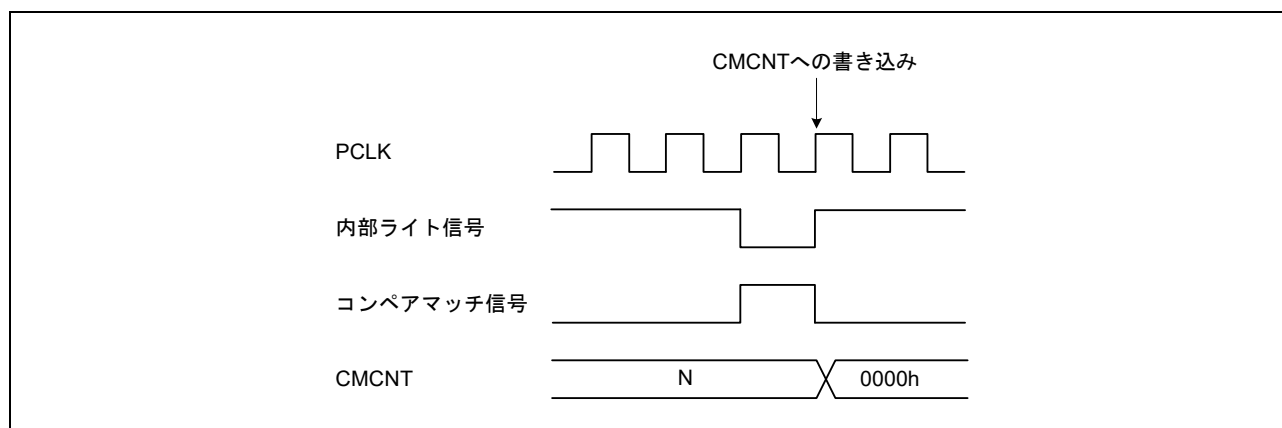 CMCNTへの書き込み
PCLK
内部ライト信号
コンペアマッチ信号
CMCNT
N
0000h